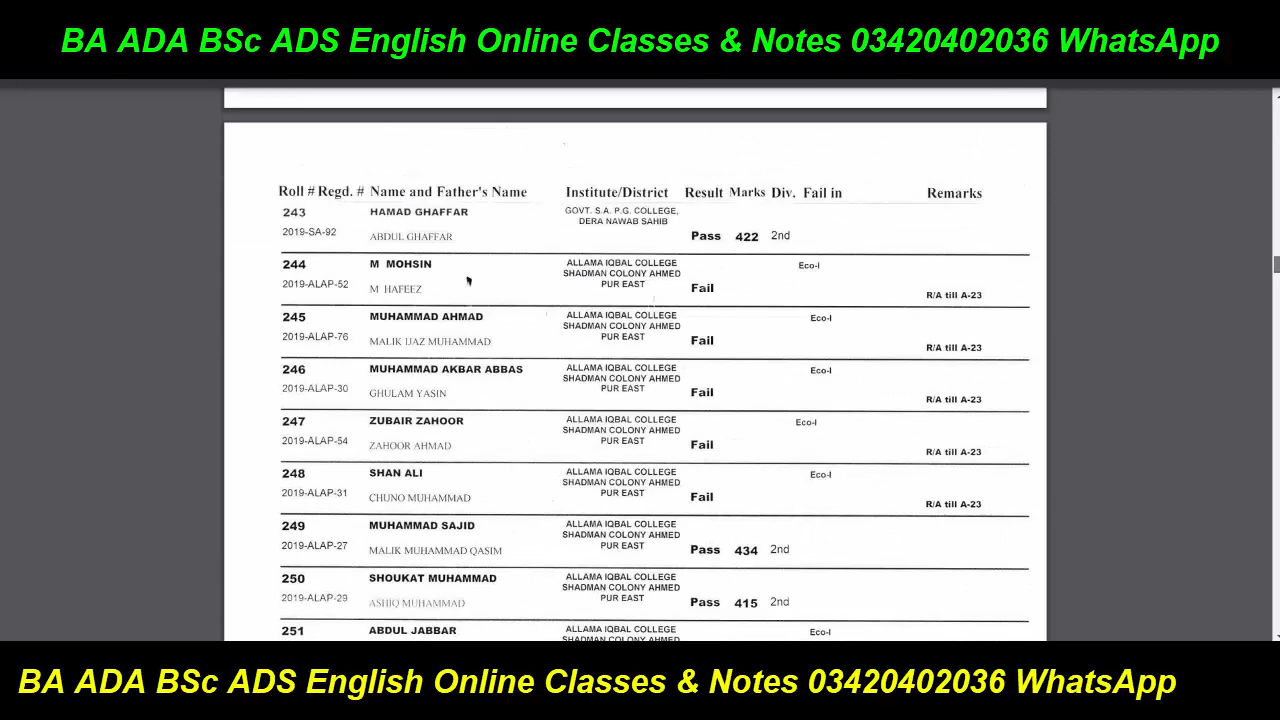 BA ADA BSc ADS English Online Classes & Notes 03420402036 WhatsApp
Roll # Regd. # Name and Father's Name Institute/District Result Marks Div. Fail in Remarks
243 HAMAD GHAFFAR GOVT. S.A. P.G. COLLEGE,
DERA NAWAB SAHIB
2019-SA-92 ABDUL GHAFFAR Pass 422 2nd
244 M MOHSIN ALLAMA IQBAL COLLEGE Eco-I
SHADMAN COLONY AHMED
2019-ALAP-52 M HAFEEZ PUR EAST Fail
R/A till A-23
245 MUHAMMAD AHMAD ALLAMA IQBAL COLLEGE Eco-I
SHADMAN COLONY AHMED
2019-ALAP-76 MALIK IJAZ MUHAMMAD PUR EAST Fail
R/A till A-23
246 MUHAMMAD AKBAR ABBAS ALLAMA IQBAL COLLEGE Eco-I
SHADMAN COLONY AHMED
2019-ALAP-30 GHULAM YASIN PUR EAST Fail
R/A till A-23
247 ZUBAIR ZAHOOR ALLAMA IQBAL COLLEGE Eco-I
SHADMAN COLONY AHMED
2019-ALAP-54 ZAHOOR AHMAD PUR EAST Fail
R/A till A-23
248 SHAN ALI ALLAMA IQBAL COLLEGE Eco-I
SHADMAN COLONY AHMED
2019-ALAP-31 CHUNO MUHAMMAD PUR EAST Fail
R/A till A-23
249 MUHAMMAD SAJID ALLAMA IQBAL COLLEGE
SHADMAN COLONY AHMED
2019-ALAP-27 MALIK MUHAMMAD QASIM PUR EAST Pass 434 2nd
250 SHOUKAT MUHAMMAD ALLAMA IQBAL COLLEGE
SHADMAN COLONY AHMED
2019-ALAP-29 ASHIQ MUHAMMAD PUR EAST Pass 415 2nd
251 ABDUL JABBAR ALLAMA IQBAL COLLEGE Eco-I
SHADMAN COLONY AHMED
BA ADA BSc ADS English Online Classes & Notes 03420402036 WhatsApp